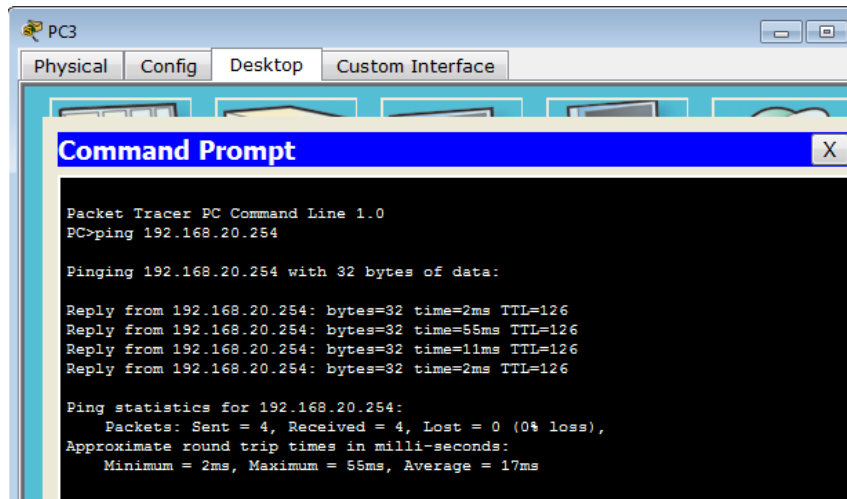 PC3
Physical Config Desktop Custom Interface
Command Prompt
X
Packet Tracer PC Command Line 1.0
PC>ping 192.168.20.254
Pinging 192.168.20.254 with 32 bytes of data:
Reply from 192.168.20.254: bytes=32 time=2ms TTL=126
Reply from 192.168.20.254: bytes=32 time=55ms TTL=126
Reply from 192.168.20.254: bytes=32 time=11ms TTL=126
Reply from 192.168.20.254: bytes=32 time=2ms TTL=126
Ping statistics for 192.168.20.254:
Packets: Sent = 4, Received = 4, Lost = 0 (0% loss),
Approximate round trip times in milli-seconds:
Minimum = 2ms, Maximum = 55ms, Average = 17ms